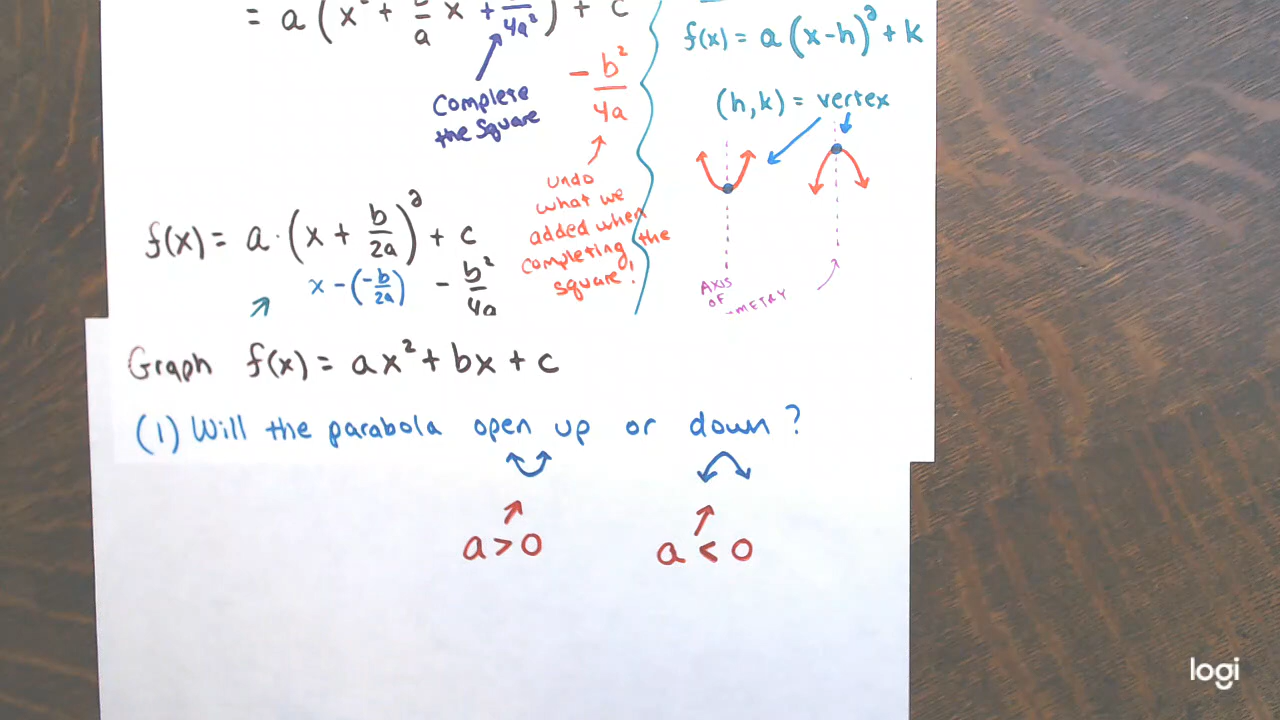 = a (x² + b/a x + b²/4a²) + c
Complete
the Square
- b²/4a
undo
what we
added when
completing the
square!
f(x) = a · (x + b/2a)² + c
x - (-b/2a) - b²/4a
f(x) = a (x-h)² + k
(h,k) = vertex
AXIS
OF
Graph f(x) = ax² + bx + c
(1) Will the parabola open up or down ?
a > 0 a < 0
logi